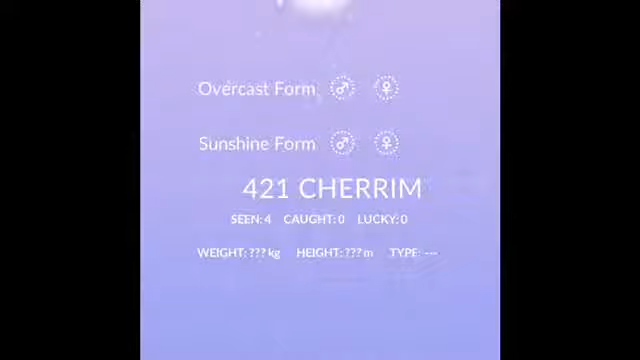 Overcast Form ♂ ♀
Sunshine Form ♂ ♀
421 CHERRIM
SEEN: 4 CAUGHT: 0 LUCKY: 0
WEIGHT: ??? kg HEIGHT: ??? m TYPE: ---